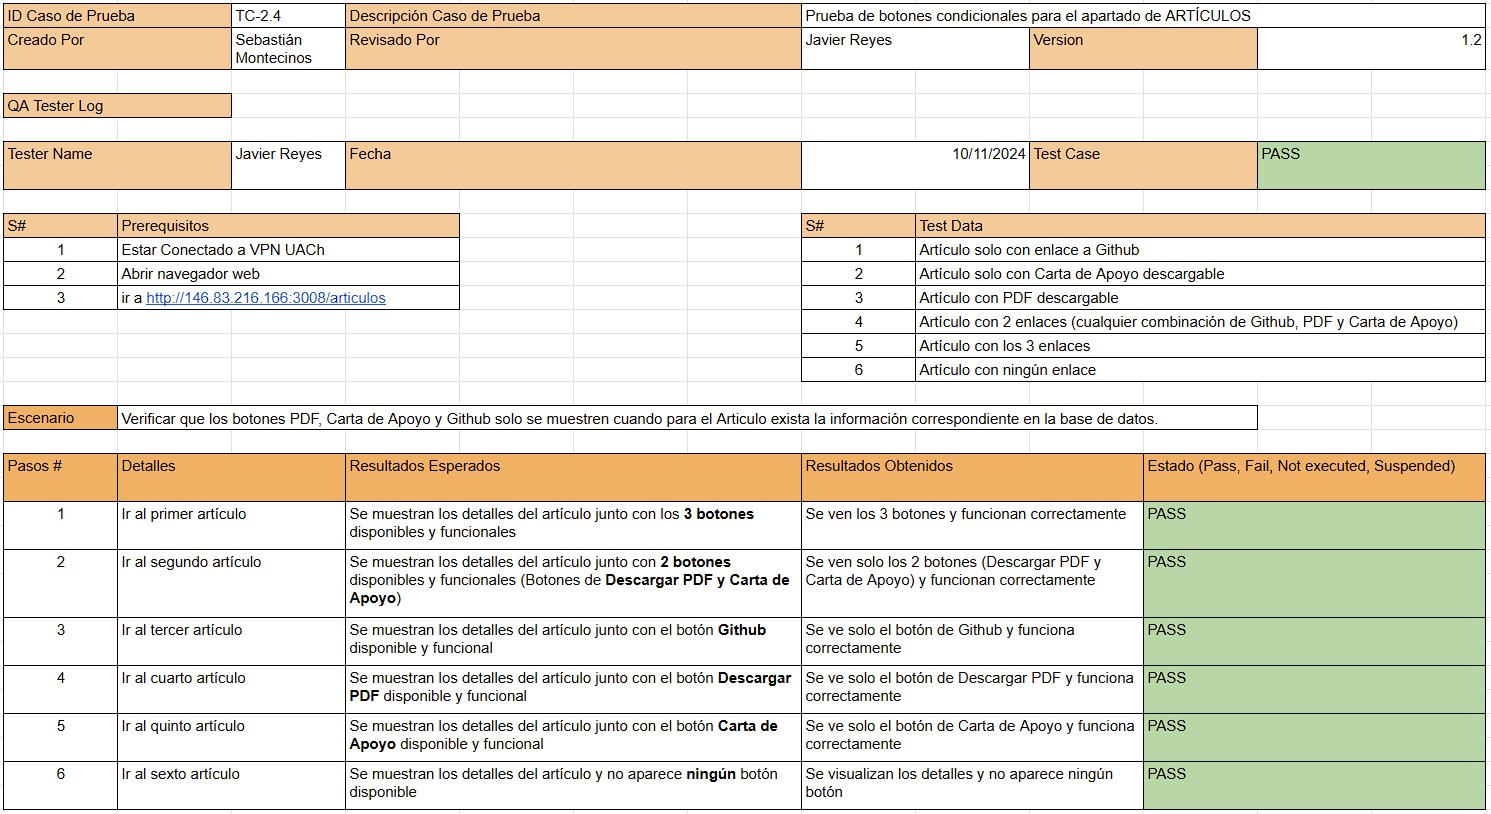 ID Caso de Prueba TC-2.4 Descripción Caso de Prueba Prueba de botones condicionales para el apartado de ARTÍCULOS
Creado Por Sebastián Montecinos Revisado Por Javier Reyes Version 1.2
QA Tester Log
Tester Name Javier Reyes Fecha 10/11/2024 Test Case PASS
S# Prerequisitos
1 Estar Conectado a VPN UACh
2 Abrir navegador web
3 ir a http://146.83.216.166:3008/articulos
S# Test Data
1 Artículo solo con enlace a Github
2 Artículo solo con Carta de Apoyo descargable
3 Artículo con PDF descargable
4 Artículo con 2 enlaces (cualquier combinación de Github, PDF y Carta de Apoyo)
5 Artículo con los 3 enlaces
6 Artículo con ningún enlace
Escenario Verificar que los botones PDF, Carta de Apoyo y Github solo se muestren cuando para el Articulo exista la información correspondiente en la base de datos.
Pasos # Detalles Resultados Esperados Resultados Obtenidos Estado (Pass, Fail, Not executed, Suspended)
1 Ir al primer artículo Se muestran los detalles del artículo junto con los 3 botones disponibles y funcionales Se ven los 3 botones y funcionan correctamente PASS
2 Ir al segundo artículo Se muestran los detalles del artículo junto con 2 botones disponibles y funcionales (Botones de Descargar PDF y Carta de Apoyo) Se ven solo los 2 botones (Descargar PDF y Carta de Apoyo) y funcionan correctamente PASS
3 Ir al tercer artículo Se muestran los detalles del artículo junto con el botón Github disponible y funcional Se ve solo el botón de Github y funciona correctamente PASS
4 Ir al cuarto artículo Se muestran los detalles del artículo junto con el botón Descargar PDF disponible y funcional Se ve solo el botón de Descargar PDF y funciona correctamente PASS
5 Ir al quinto artículo Se muestran los detalles del artículo junto con el botón Carta de Apoyo disponible y funcional Se ve solo el botón de Carta de Apoyo y funciona correctamente PASS
6 Ir al sexto artículo Se muestran los detalles del artículo y no aparece ningún botón disponible Se visualizan los detalles y no aparece ningún botón PASS